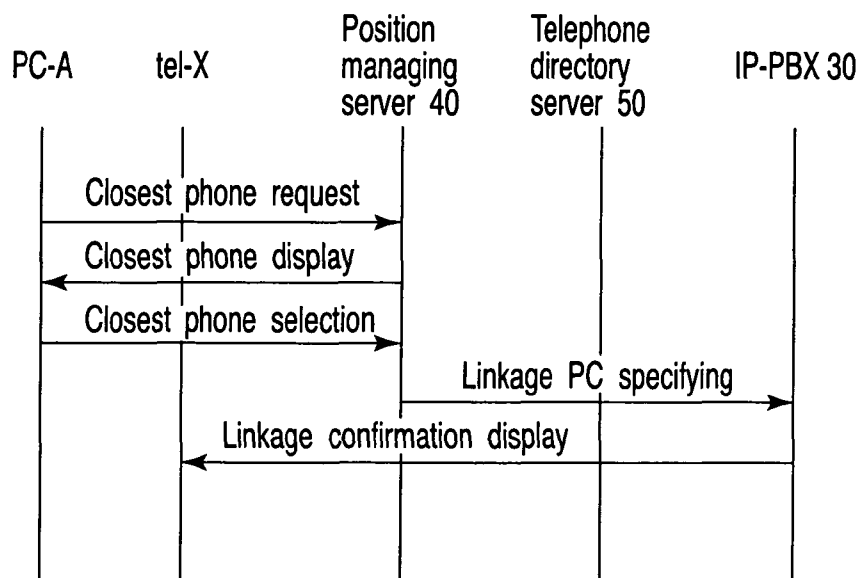 PC-A
tel-X
Position
managing
server 40
Telephone
directory
server 50
IP-PBX 30
Closest phone request
Closest phone display
Closest phone selection
Linkage PC specifying
Linkage confirmation display